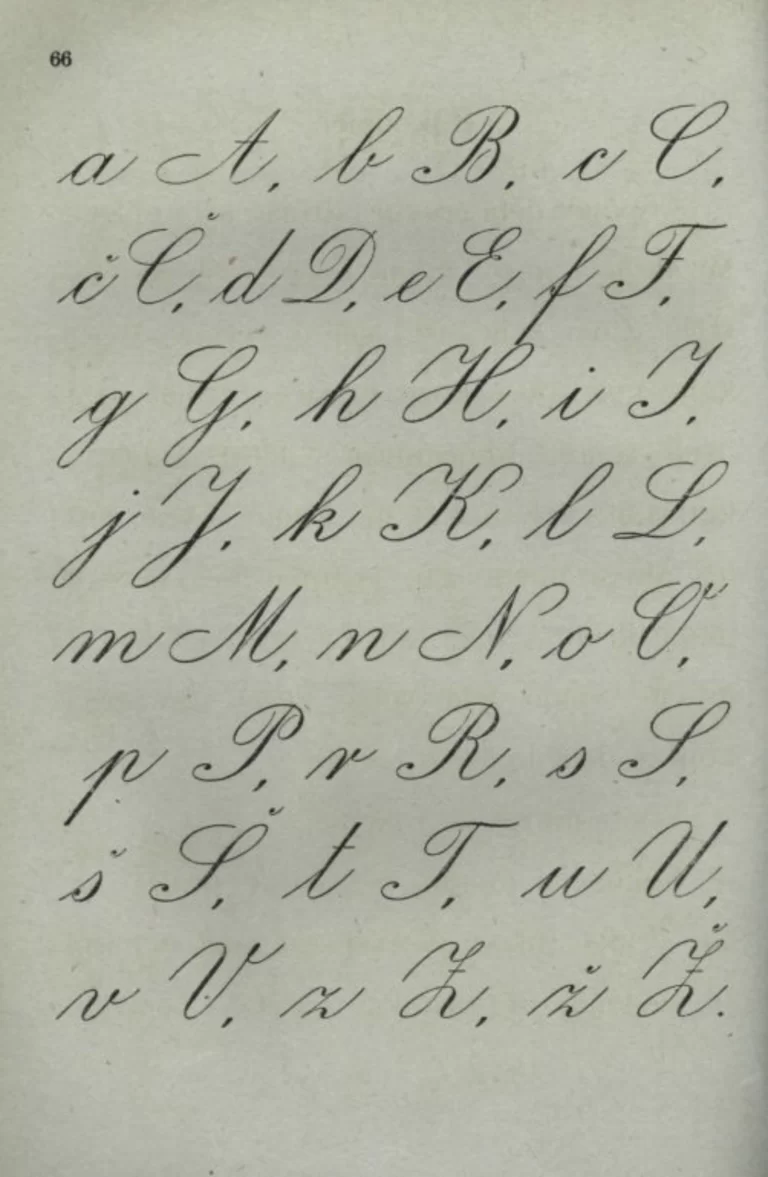 66
a A, b B, c C,
č Č, d D, e E, f F,
g G, h H, i I,
j J, k K, l L,
m M, n N, o O,
p P, r R, s S,
š Š, t T, u U,
v V, z Z, ž Ž.